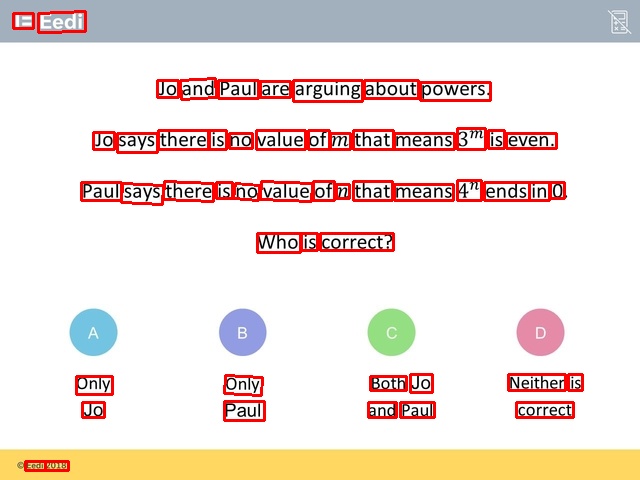 Eedi
Jo and Paul are arguing about powers.
Jo says there is no value of m that means 3^m is even.
Paul says there is no value of n that means 4^n ends in 0.
Who is correct?
A B C D
Only Jo
Only Paul
Both Jo and Paul
Neither is correct
© Eedi 2018